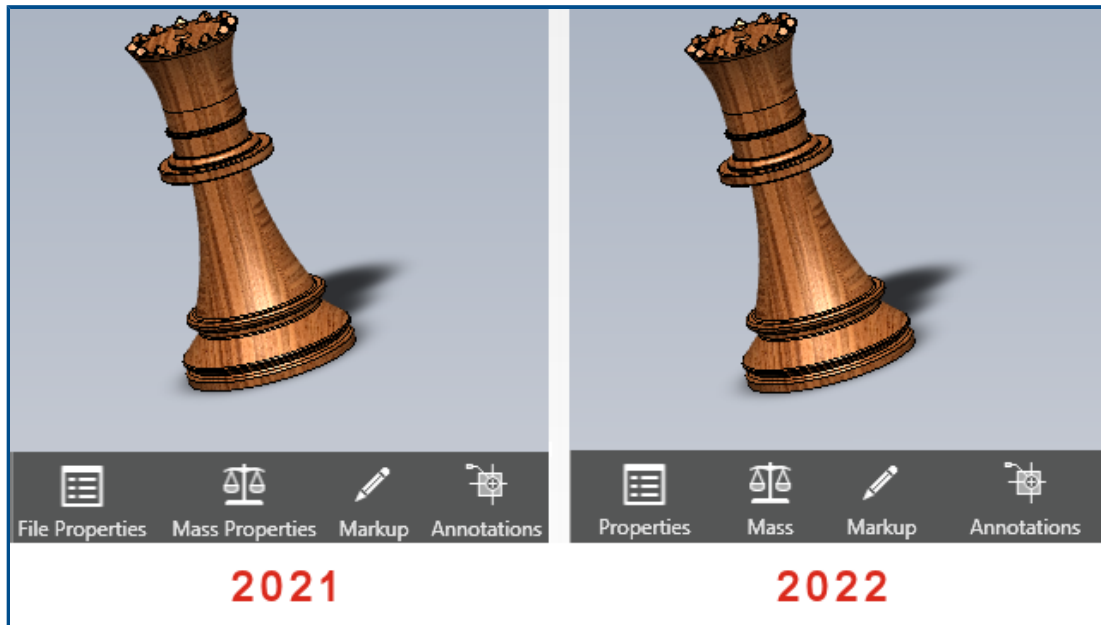 File Properties Mass Properties Markup Annotations
Properties Mass Markup Annotations
2021
2022